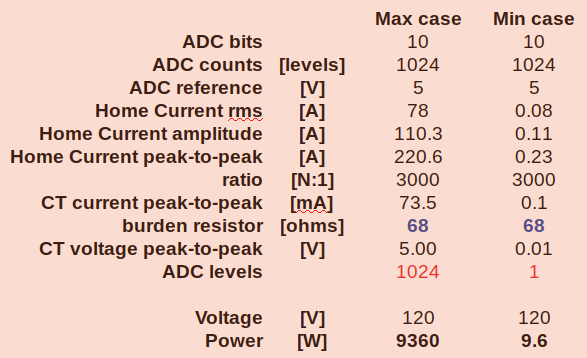 Max case Min case
ADC bits 10 10
ADC counts [levels] 1024 1024
ADC reference [V] 5 5
Home Current rms [A] 78 0.08
Home Current amplitude [A] 110.3 0.11
Home Current peak-to-peak [A] 220.6 0.23
ratio [N:1] 3000 3000
CT current peak-to-peak [mA] 73.5 0.1
burden resistor [ohms] 68 68
CT voltage peak-to-peak [V] 5.00 0.01
ADC levels 1024 1
Voltage [V] 120 120
Power [W] 9360 9.6